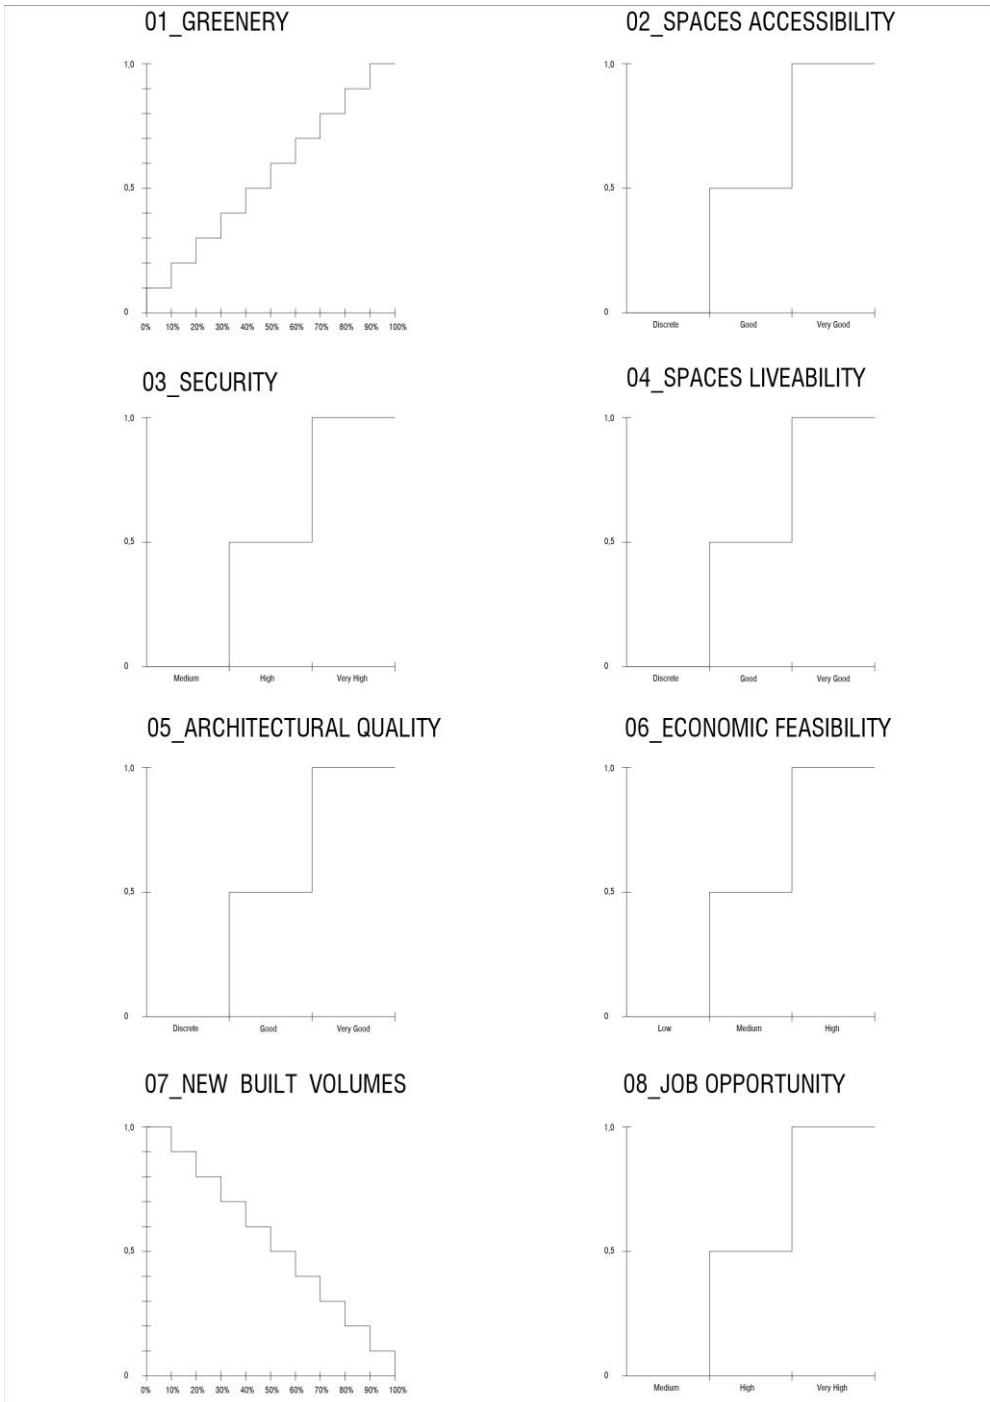 01_GREENERY
1,0
0,5
0
0% 10% 20% 30% 40% 50% 60% 70% 80% 90% 100%
02_SPACES ACCESSIBILITY
1,0
0,5
0
Discrete Good Very Good
03_SECURITY
1,0
0,5
0
Medium High Very High
04_SPACES LIVEABILITY
1,0
0,5
0
Discrete Good Very Good
05_ARCHITECTURAL QUALITY
1,0
0,5
0
Discrete Good Very Good
06_ECONOMIC FEASIBILITY
1,0
0,5
0
Low Medium High
07_NEW BUILT VOLUMES
1,0
0,5
0
0% 10% 20% 30% 40% 50% 60% 70% 80% 90% 100%
08_JOB OPPORTUNITY
1,0
0,5
0
Medium High Very High